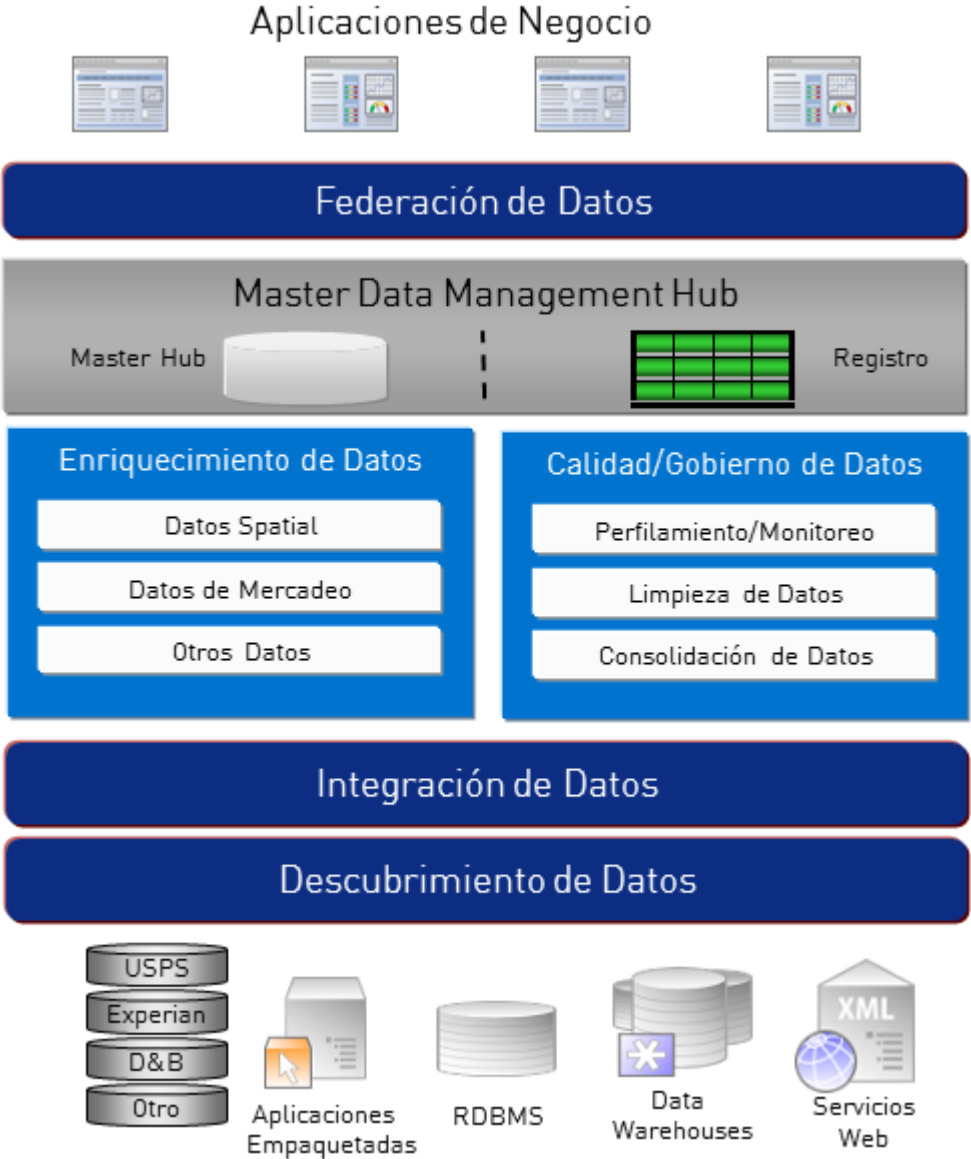 Aplicaciones de Negocio
Federación de Datos
Master Data Management Hub
Master Hub
Registro
Enriquecimiento de Datos
Datos Spatial
Datos de Mercadeo
Otros Datos
Calidad/Gobierno de Datos
Perfilamiento/Monitoreo
Limpieza de Datos
Consolidación de Datos
Integración de Datos
Descubrimiento de Datos
USPS
Experian
D&B
Otro
Aplicaciones
Empaquetadas
RDBMS
Data
Warehouses
XML
Servicios
Web